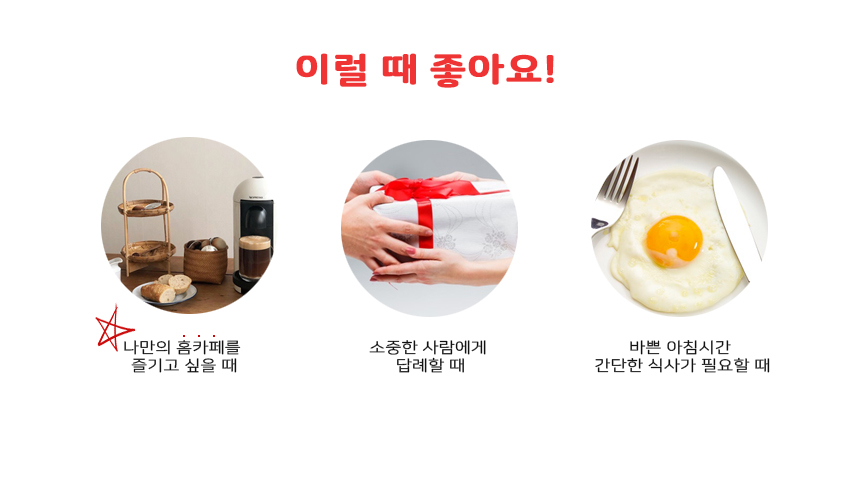 이럴 때 좋아요!
나만의 홈카페를
즐기고 싶을 때
소중한 사람에게
답례할 때
바쁜 아침시간
간단한 식사가 필요할 때